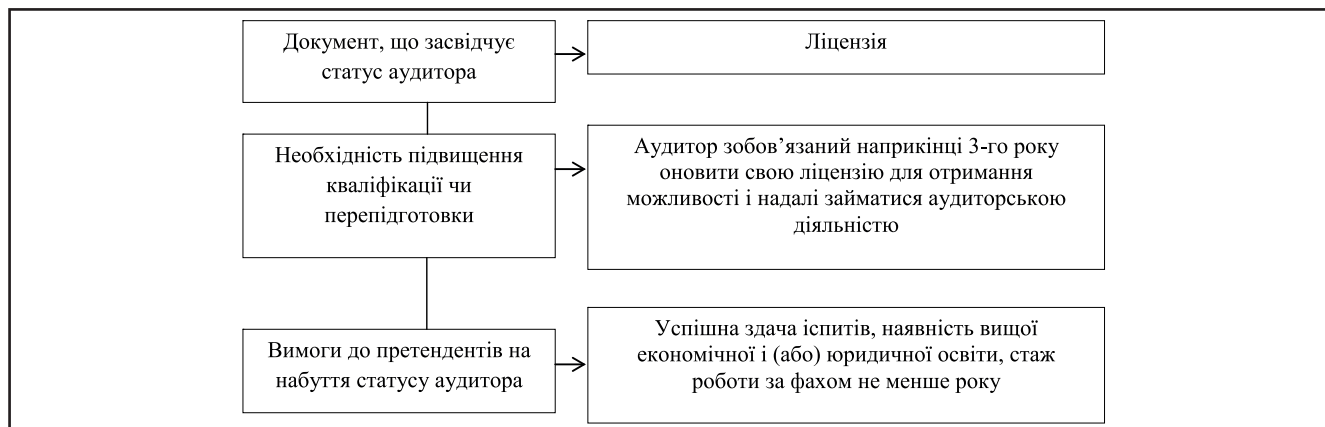 Документ, що засвідчує
статус аудитора
Ліцензія
Необхідність підвищення
кваліфікації чи
перепідготовки
Аудитор зобов’язаний наприкінці 3-го року
оновити свою ліцензію для отримання
можливості і надалі займатися аудиторською
діяльністю
Вимоги до претендентів на
набуття статусу аудитора
Успішна здача іспитів, наявність вищої
економічної і (або) юридичної освіти, стаж
роботи за фахом не менше року